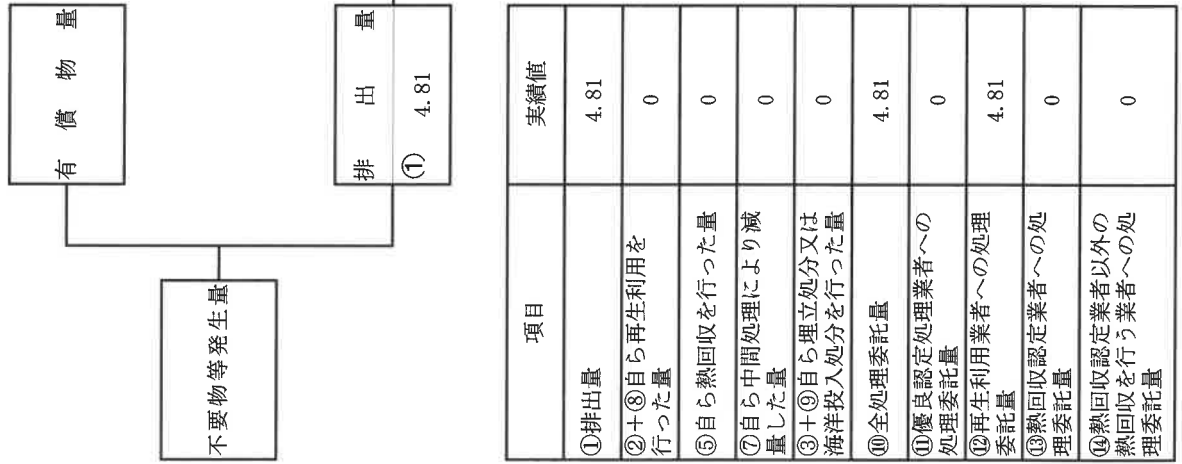 有償物量
排出量
① 4.81
不要物等発生量
項目 実績値
①排出量 4.81
②+⑧自ら再生利用を
行った量 0
⑤自ら熱回収を行った量 0
⑦自ら中間処理により減
量した量 0
③+⑨自ら埋立処分又は
海洋投入処分を行った量 0
⑩全処理委託量 4.81
⑪優良認定処理業者への
処理委託量 0
⑫再生利用業者への処理
委託量 4.81
⑬熱回収認定業者への処
理委託量 0
⑭熱回収認定業者以外の
熱回収を行う業者への処
理委託量 0